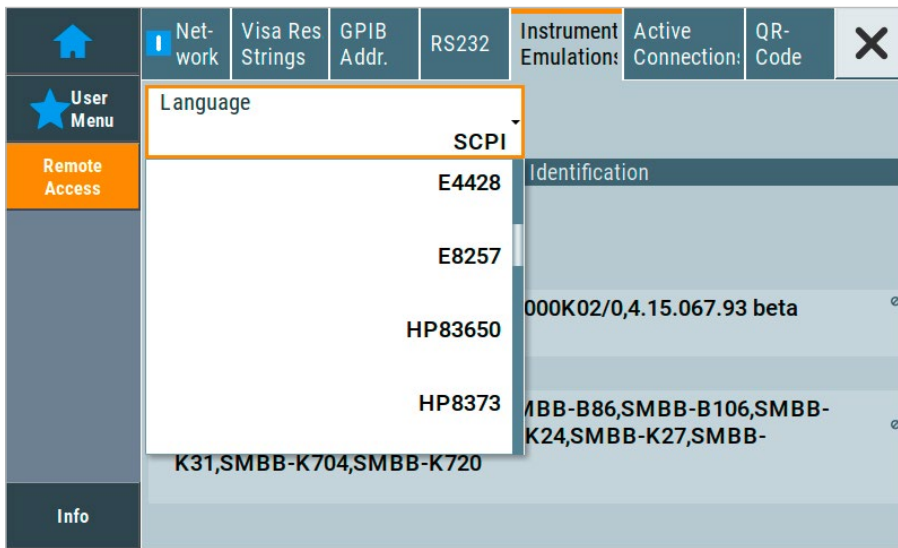 Net-
work
Visa Res
Strings
GPIB
Addr.
RS232
Instrument
Emulations
Active
Connections
QR-
Code
User
Menu
Remote
Access
Info
Language
SCPI
E4428
E8257
HP83650
HP8373
Identification
000K02/0,4.15.067.93 beta
MBB-B86,SMBB-B106,SMBB-
K24,SMBB-K27,SMBB-
K31,SMBB-K704,SMBB-K720